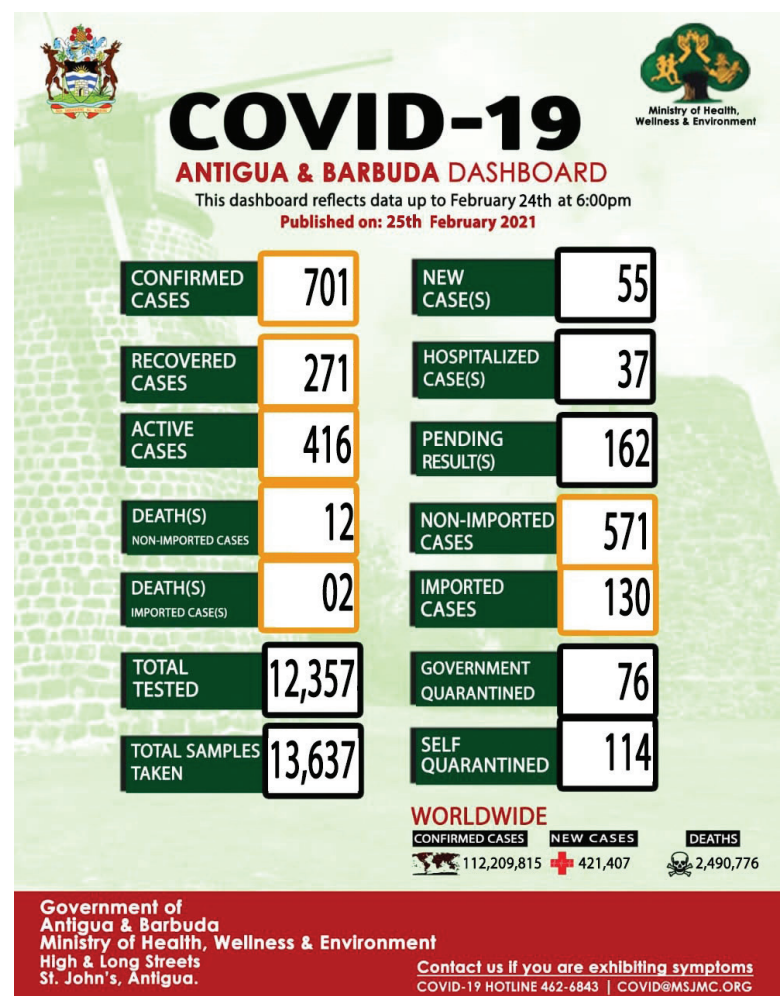 Ministry of Health,
Wellness & Environment
COVID-19
ANTIGUA & BARBUDA DASHBOARD
This dashboard reflects data up to February 24th at 6:00pm
Published on: 25th February 2021
CONFIRMED
CASES
701
RECOVERED
CASES
271
ACTIVE
CASES
416
DEATH(S)
NON-IMPORTED CASES
12
DEATH(S)
IMPORTED CASE(S)
02
TOTAL
TESTED
12,357
TOTAL SAMPLES
TAKEN
13,637
NEW
CASE(S)
55
HOSPITALIZED
CASE(S)
37
PENDING
RESULT(S)
162
NON-IMPORTED
CASES
571
IMPORTED
CASES
130
GOVERNMENT
QUARANTINED
76
SELF
QUARANTINED
114
WORLDWIDE
CONFIRMED CASES NEW CASES DEATHS
112,209,815 421,407 2,490,776
Government of
Antigua & Barbuda
Ministry of Health, Wellness & Environment
High & Long Streets
St. John's, Antigua.
Contact us if you are exhibiting symptoms
COVID-19 HOTLINE 462-6843 | COVID@MSJMC.ORG